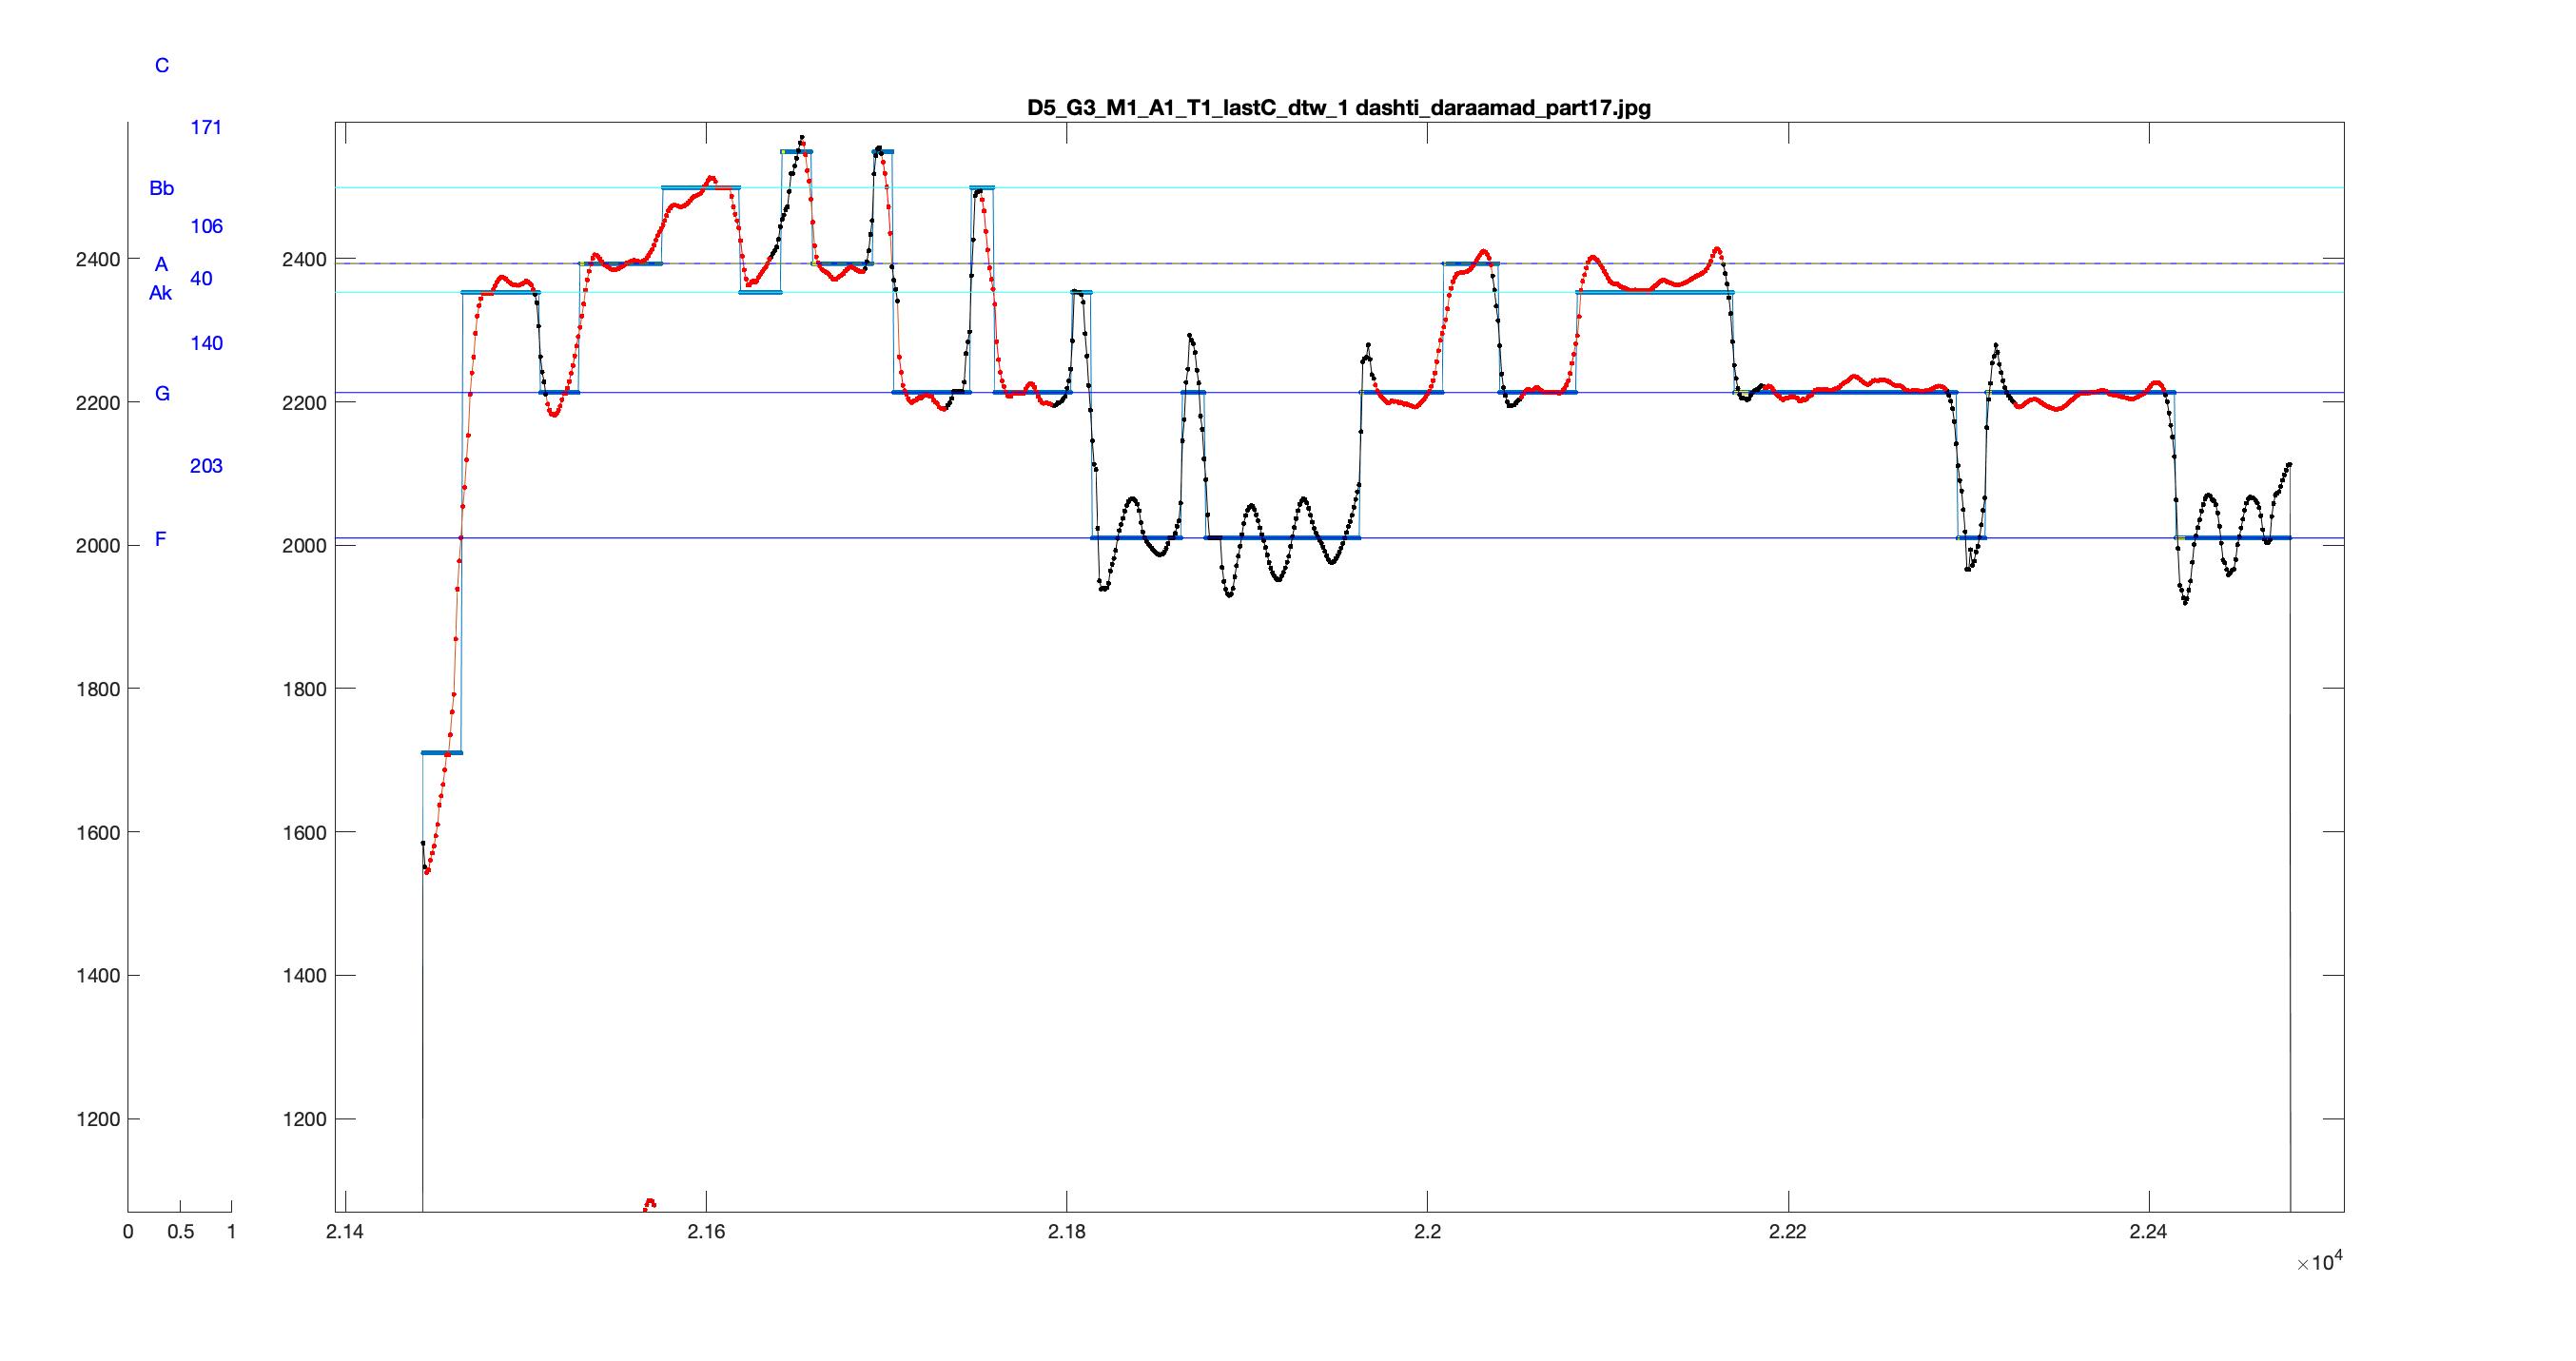 C
D5_G3_M1_A1_T1_lastC_dtw_1 dashti_daraamad_part17.jpg
171
Bb
106
2400 A 2400
40
Ak
140
2200 G 2200
203
2000 F 2000
1800 1800
1600 1600
1400 1400
1200 1200
0 0.5 1 2.14 2.16 2.18 2.2 2.22 2.24
×10⁴